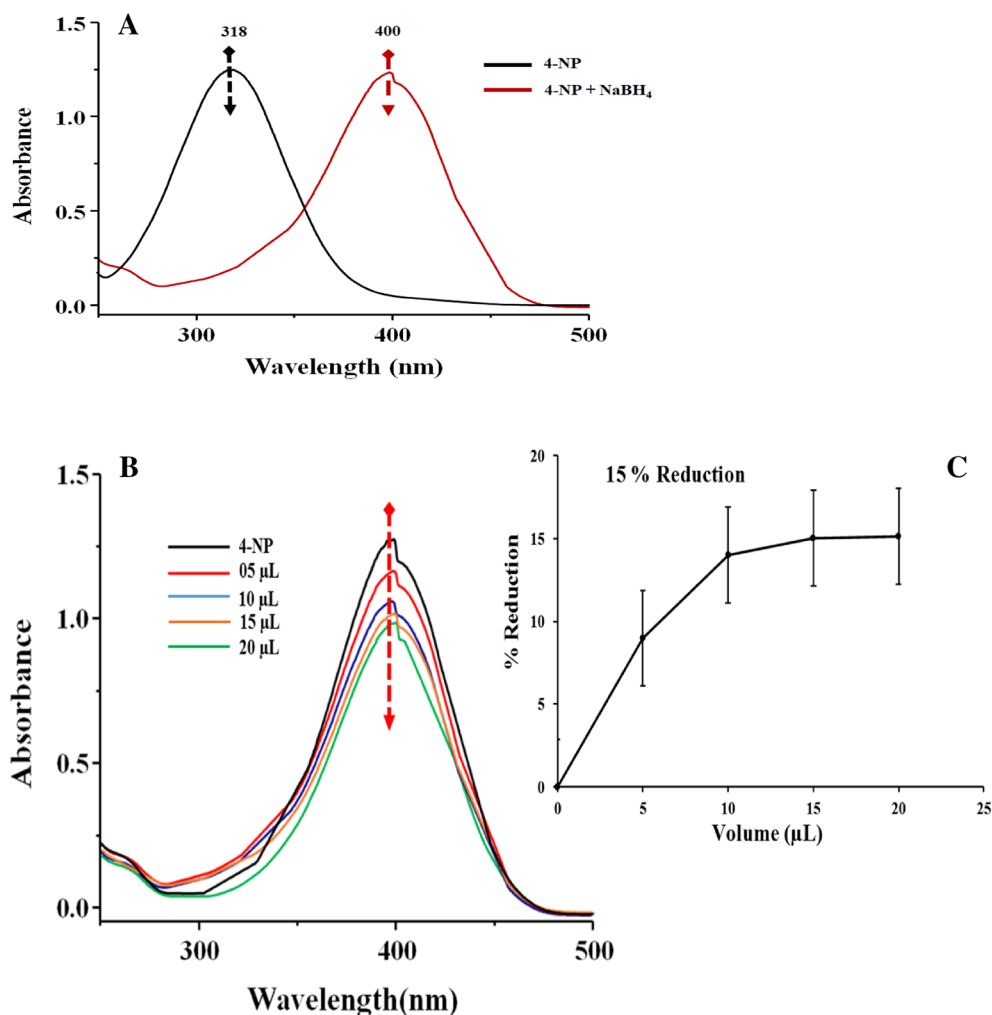 A
318
400
4-NP
4-NP + NaBH₄
1.5
1.0
0.5
0.0
Absorbance
300
400
500
Wavelength (nm)
B
1.5
1.0
0.5
0.0
Absorbance
4-NP
05 µL
10 µL
15 µL
20 µL
300
400
500
Wavelength(nm)
C
15 % Reduction
20
15
10
5
0
% Reduction
0
5
10
15
20
25
Volume (µL)